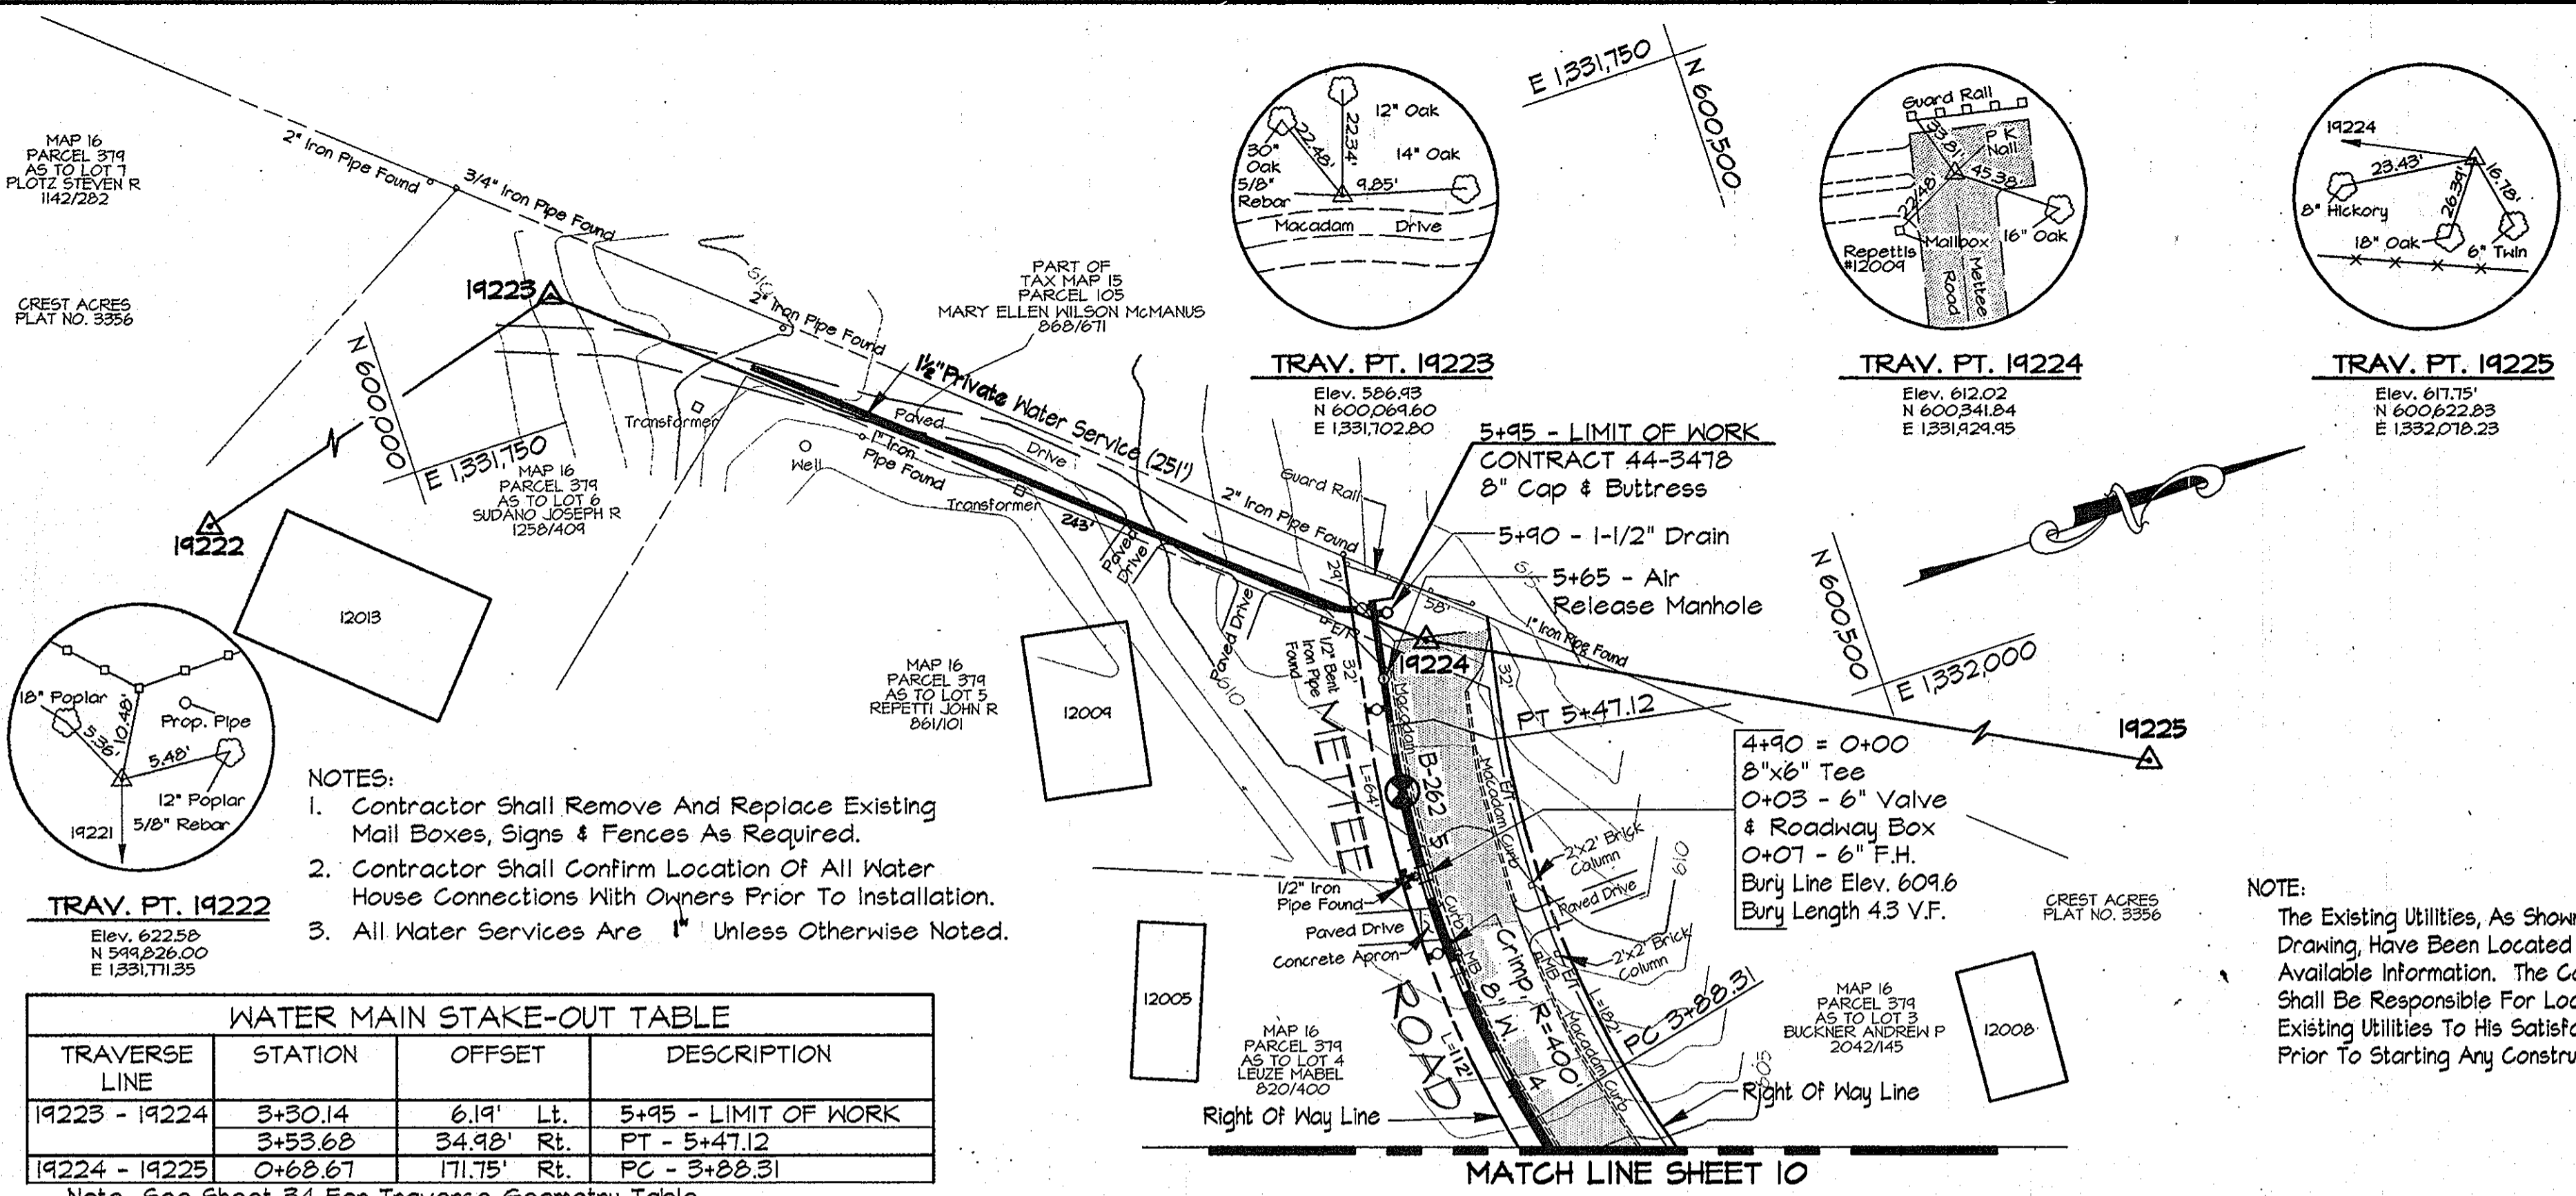 MAP 16
PARCEL 379
AS TO LOT 7
PLOTZ STEVEN R
1142/282
CREST ACRES
PLAT NO. 3356
2" Iron Pipe Found
3/4" Iron Pipe Found
19223
610
2" Iron Pipe Found
PART OF
TAX MAP 15
PARCEL 105
MARY ELLEN WILSON McMANUS
868/671
N 600,000
E 1,331,750
Transformer
Well
MAP 16
PARCEL 379
AS TO LOT 6
SUDANO JOSEPH R
1258/409
19222
1½" Private Water Service (251')
Paved
Drive
1" Iron
Pipe Found
Transformer
243'
Paved
Drive
Guard Rail
2" Iron Pipe Found
12" Oak
30"
Oak
22.48'
22.34'
14" Oak
5/8"
Rebar
9.85'
Macadam Drive
TRAV. PT. 19223
Elev. 586.93
N 600,069.60
E 1,331,702.80
E 1,331,750
N 600,500
Guard Rail
33.81'
P K
Nail
45.38'
22.48'
Repettis
#12009
Mailbox
16" Oak
Mettee
Road
TRAV. PT. 19224
Elev. 612.02
N 600,341.84
E 1,331,929.95
19224
23.43'
16.78'
26.39'
8" Hickory
18" Oak
6" Twin
TRAV. PT. 19225
Elev. 617.75'
N 600,622.83
E 1,332,078.23
5+95 - LIMIT OF WORK
CONTRACT 44-3478
8" Cap & Buttress
5+90 - 1-1/2" Drain
5+65 - Air
Release Manhole
615
29'
58'
1" Iron Pipe Found
19224
N 600,500
E 1,332,000
19225
12013
18" Poplar
10.48'
Prop. Pipe
5.36'
5.48'
12" Poplar
19221
5/8" Rebar
TRAV. PT. 19222
Elev. 622.58
N 599,826.00
E 1,331,771.35
NOTES:
1. Contractor Shall Remove And Replace Existing
Mail Boxes, Signs & Fences As Required.
2. Contractor Shall Confirm Location Of All Water
House Connections With Owners Prior To Installation.
3. All Water Services Are 1" Unless Otherwise Noted.
MAP 16
PARCEL 379
AS TO LOT 5
REPETTI JOHN R
861/101
12009
Paved Drive
610
E/P
1/2" Bent
Iron Pipe
Found
32'
32'
PT 5+47.12
Macadam
METTEE
ROAD
L=64'
B-262
5
4+90 = 0+00
8"x6" Tee
0+03 - 6" Valve
& Roadway Box
0+07 - 6" F.H.
Bury Line Elev. 609.6
Bury Length 4.3 V.F.
Macadam Curb
E/T
2'x2' Brick
Column
Paved Drive
610
1/2" Iron
Pipe Found
Paved Drive
Concrete Apron
Curb
MB
8" W.
4
Crimp, R=400'
MB
E/T
2'x2' Brick
Column
L=182'
Macadam Curb
PC 3+88.31
605
L=112'
12005
MAP 16
PARCEL 379
AS TO LOT 4
LEUZE MABEL
820/400
Right Of Way Line
MAP 16
PARCEL 379
AS TO LOT 3
BUCKNER ANDREW P
2042/145
12008
Right Of Way Line
CREST ACRES
PLAT NO. 3356
NOTE:
The Existing Utilities, As Shown
Drawing, Have Been Located
Available Information. The
Shall Be Responsible For
Existing Utilities To His
Prior To Starting Any
MATCH LINE SHEET 10
WATER MAIN STAKE-OUT TABLE
TRAVERSE LINE STATION OFFSET DESCRIPTION
19223 - 19224 3+30.14 6.19' Lt. 5+95 - LIMIT OF WORK
3+53.68 34.98' Rt. PT - 5+47.12
19224 - 19225 0+68.67 171.75' Rt. PC - 3+88.31
Note: See Sheet 34 For Traverse Geometry Table